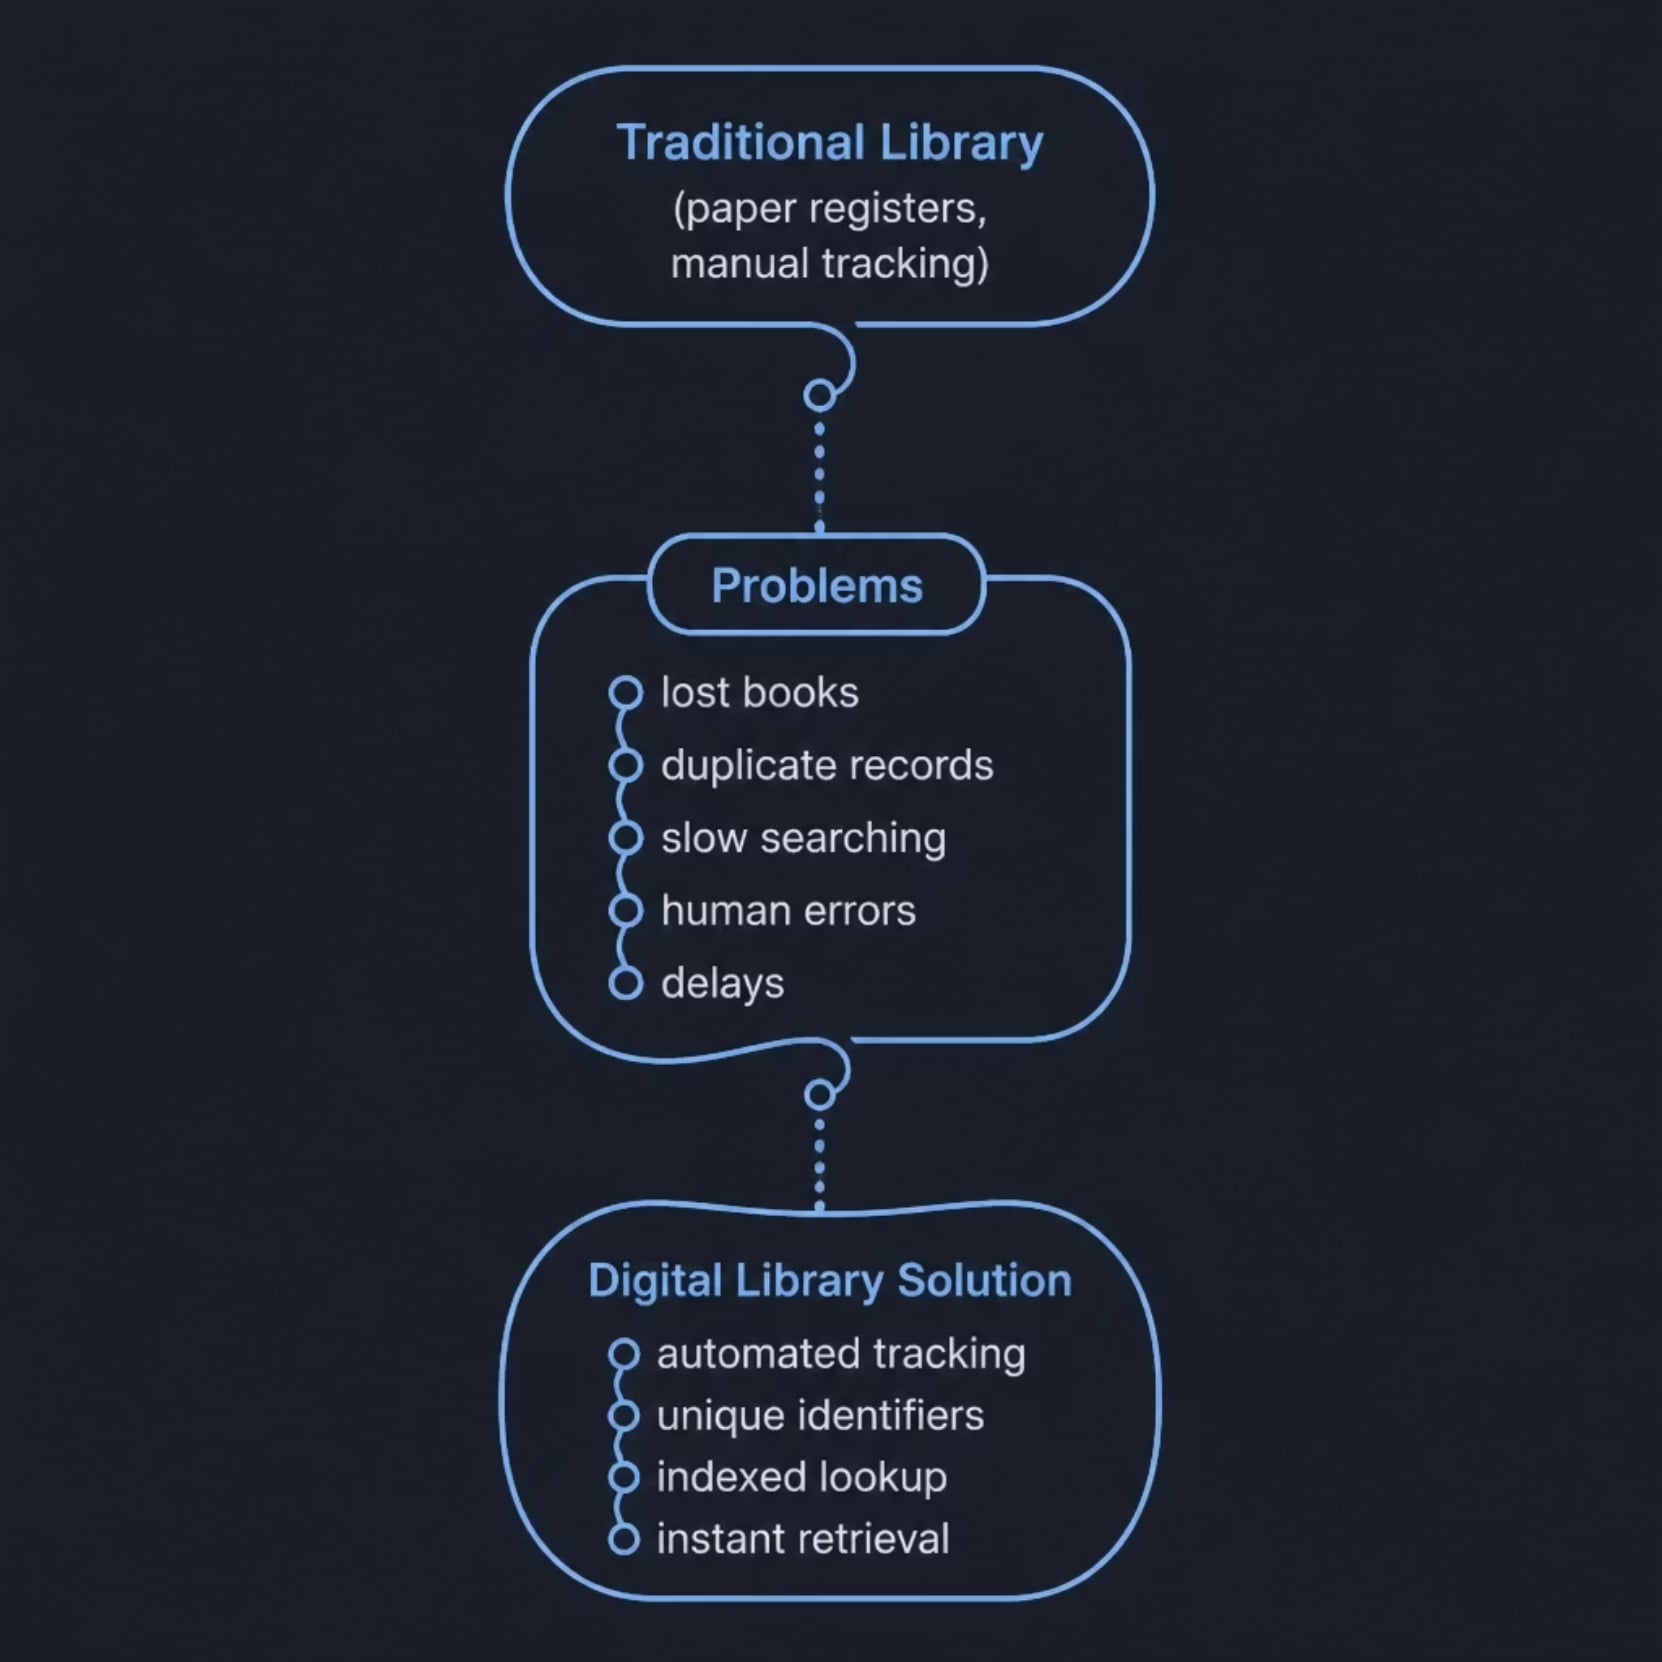 Traditional Library
(paper registers,
manual tracking)
Problems
lost books
duplicate records
slow searching
human errors
delays
Digital Library Solution
automated tracking
unique identifiers
indexed lookup
instant retrieval